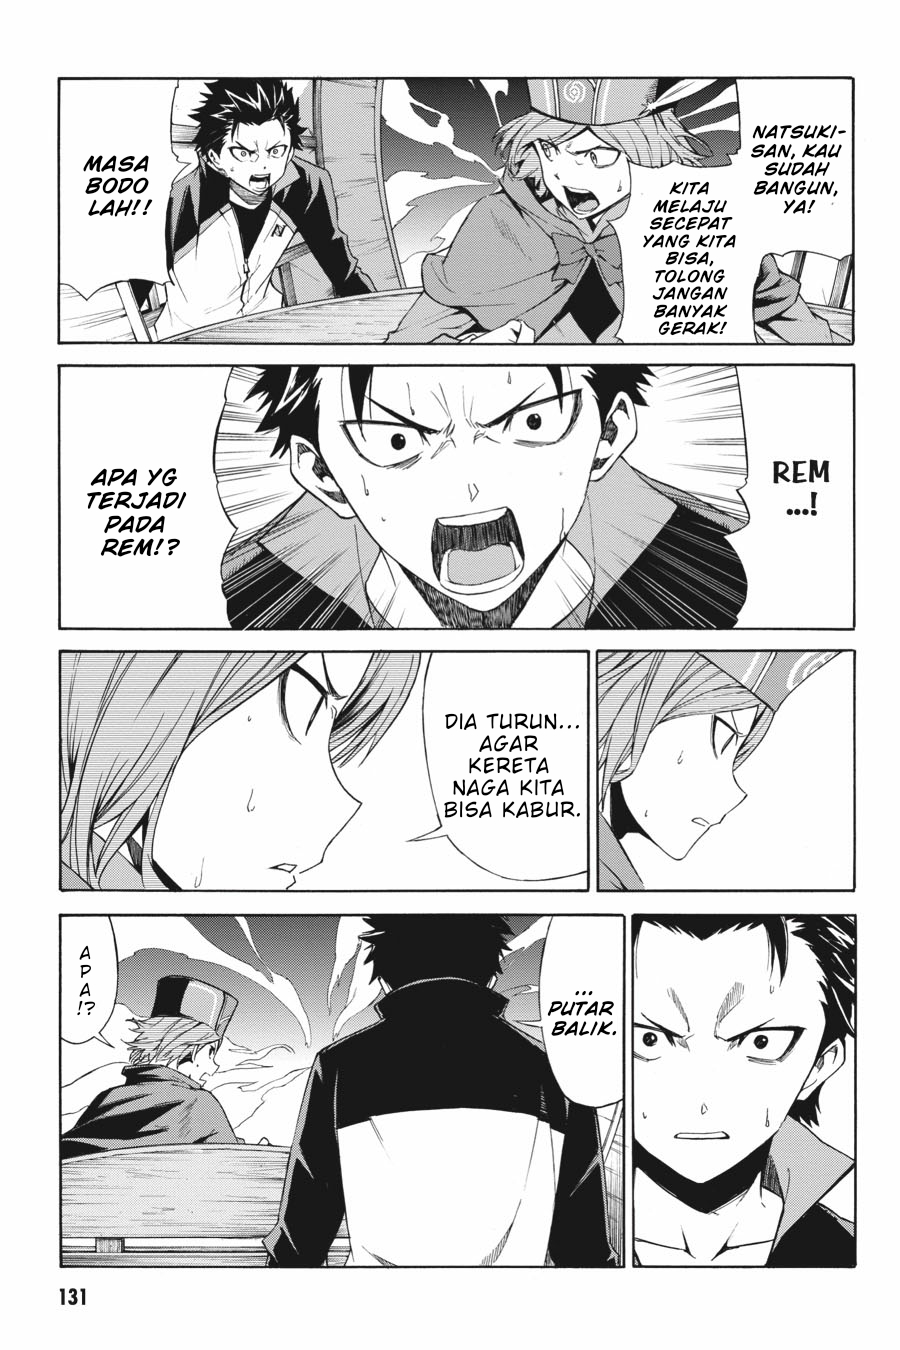 NATSUKI-
SAN, KAU
SUDAH
BANGUN,
YA!
KITA
MELAJU
SECEPAT
YANG KITA
BISA,
TOLONG
JANGAN
BANYAK
GERAK!
MASA
BODO
LAH!!
REM
...!
APA YG
TERJADI
PADA
REM!?
DIA TURUN...
AGAR
KERETA
NAGA KITA
BISA KABUR.
...
PUTAR
BALIK.
A
P
A
!?
131